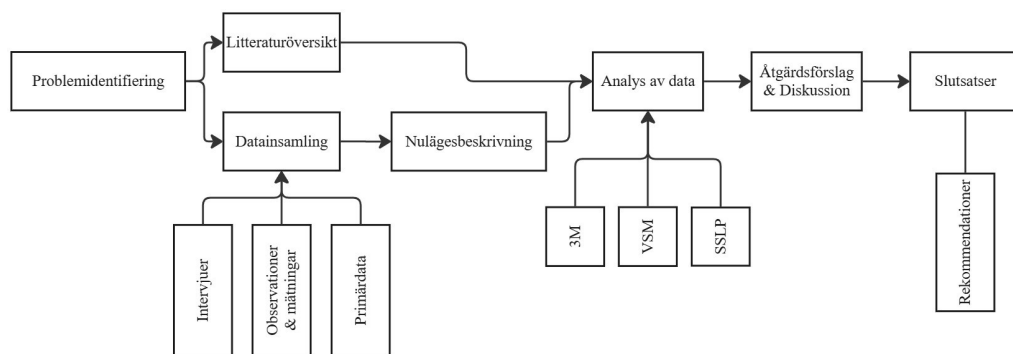 Problemidentifiering
Litteraturöversikt
Datainsamling
Nulägesbeskrivning
Analys av data
Åtgärdsförslag
& Diskussion
Slutsatser
Intervjuer
Observationer
& mätningar
Primärdata
3M
VSM
SSLP
Rekommendationer